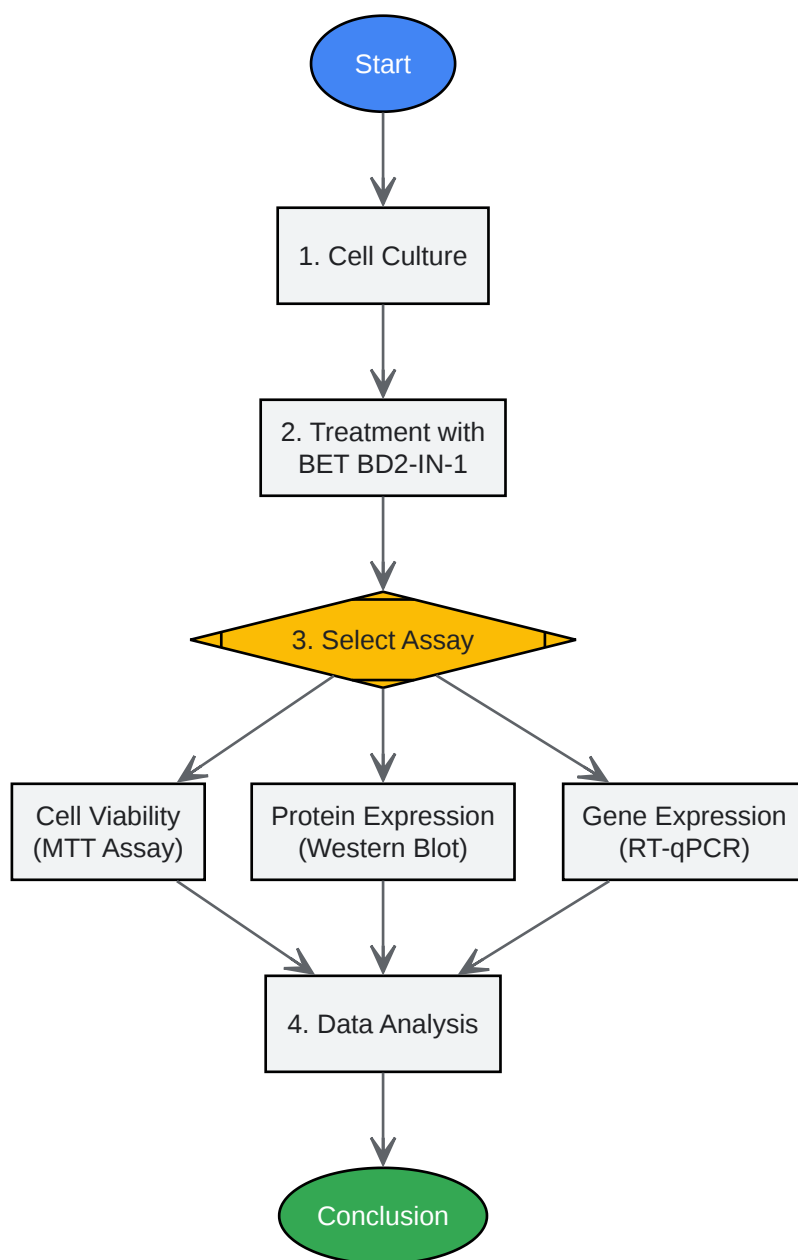 Start
1. Cell Culture
2. Treatment with
BET BD2-IN-1
3. Select Assay
Cell Viability
(MTT Assay)
Protein Expression
(Western Blot)
Gene Expression
(RT-qPCR)
4. Data Analysis
Conclusion